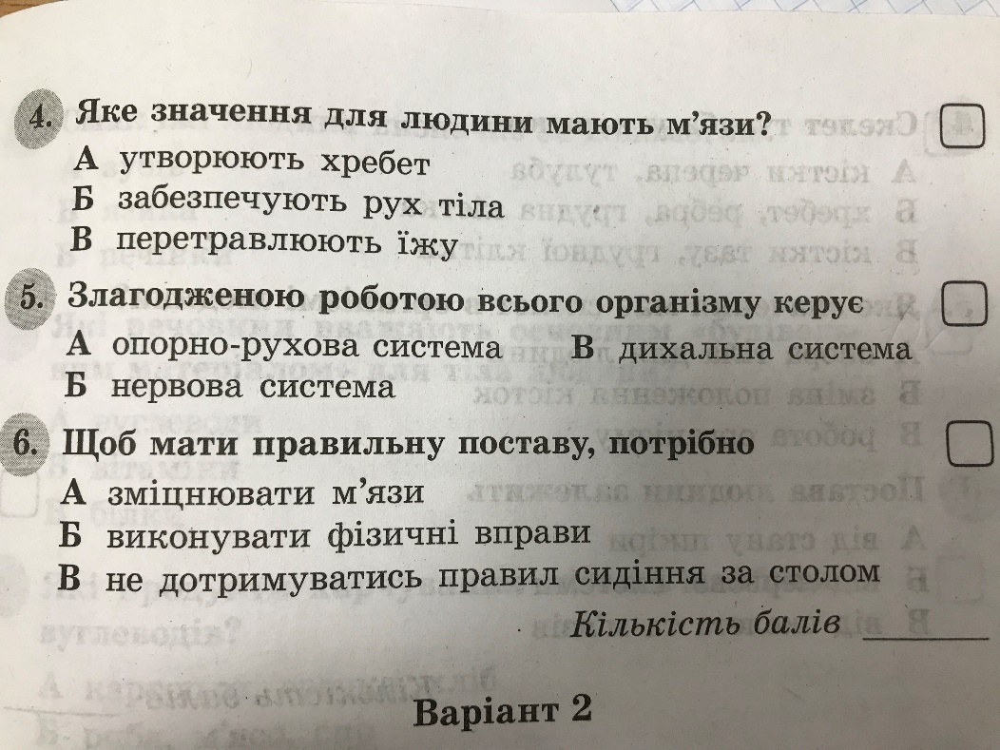 4. Яке значення для людини мають м’язи?
А утворюють хребет
Б забезпечують рух тіла
В перетравлюють їжу
5. Злагодженою роботою всього організму керує
А опорно-рухова система В дихальна система
Б нервова система
6. Щоб мати правильну поставу, потрібно
А зміцнювати м’язи
Б виконувати фізичні вправи
В не дотримуватись правил сидіння за столом
Кількість балів
Варіант 2